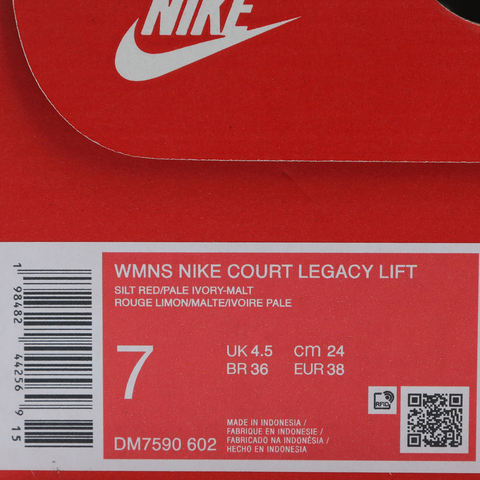 NIKE
WMNS NIKE COURT LEGACY LIFT
SILT RED/PALE IVORY-MALT
ROUGE LIMON/MALTE/IVOIRE PALE
7
UK 4.5 cm 24
BR 36 EUR 38
RFID
MADE IN INDONESIA /
FABRIQUE EN INDONESIE /
FABRICADO NA INDONÉSIA /
HECHO EN INDONESIA
DM7590 602
1 98482 44256 9 15